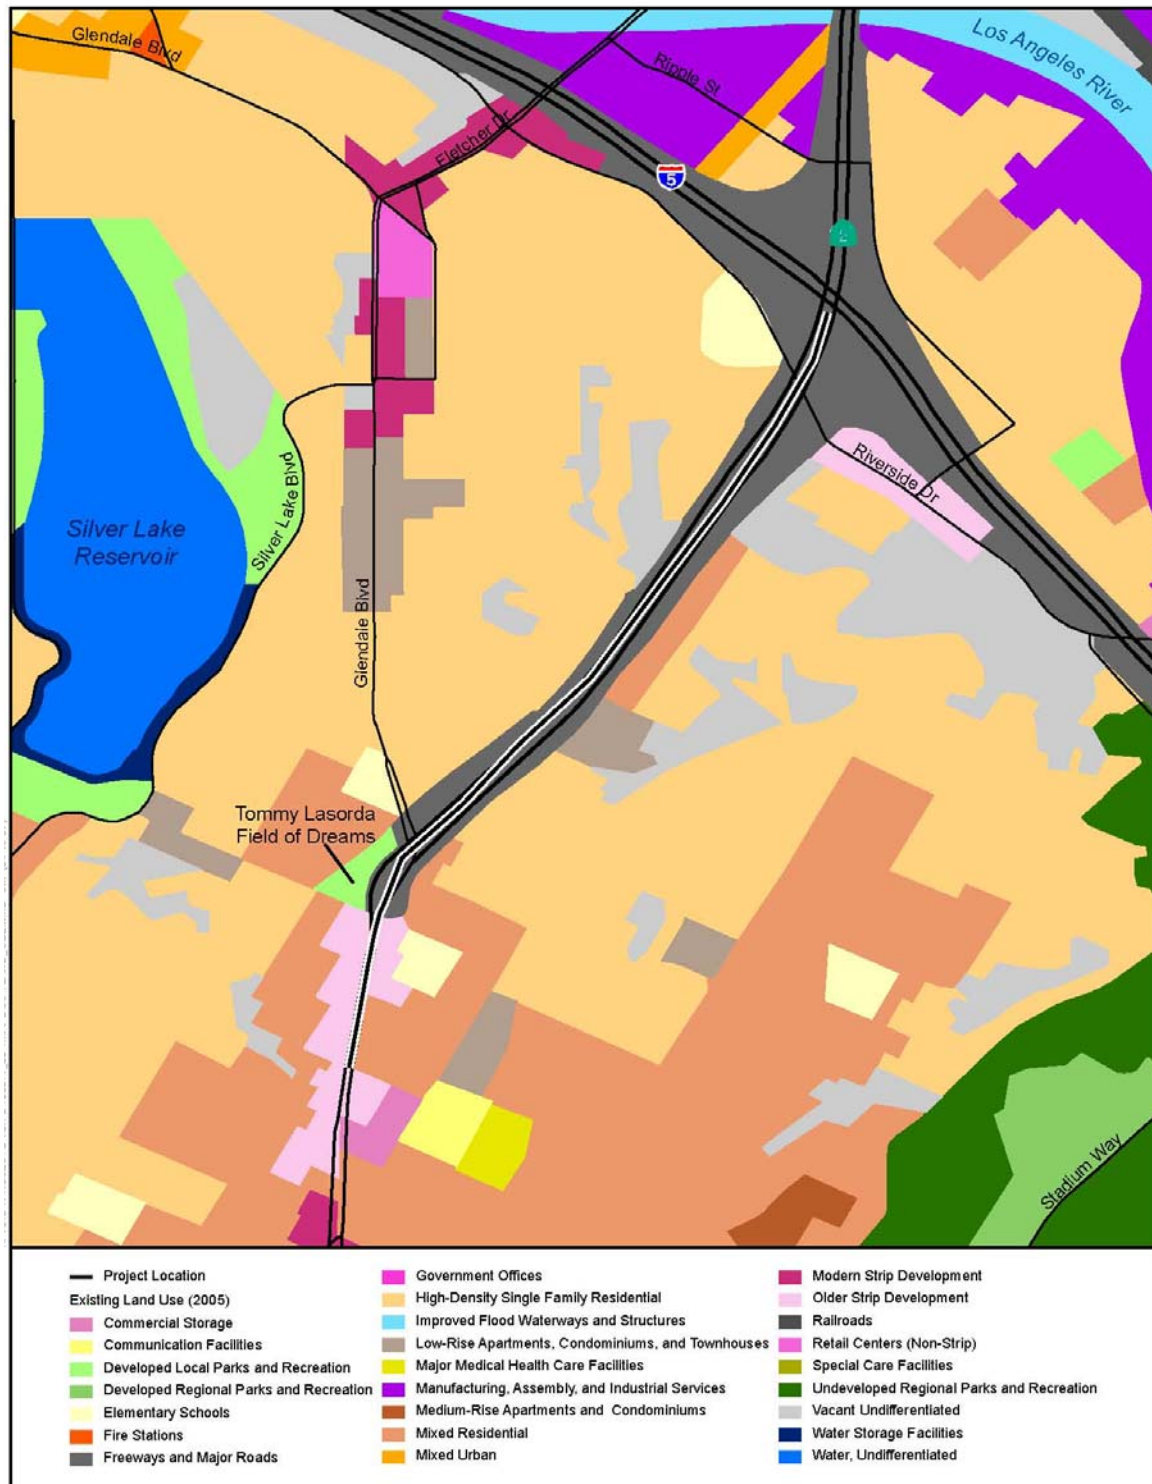 Glendale Blvd
Ripple St
Los Angeles River
Fletcher Dr
5
2
Silver Lake Blvd
Riverside Dr
Silver Lake
Reservoir
Glendale Blvd
Tommy Lasorda
Field of Dreams
Stadium Way
Project Location
Existing Land Use (2005)
Commercial Storage
Communication Facilities
Developed Local Parks and Recreation
Developed Regional Parks and Recreation
Elementary Schools
Fire Stations
Freeways and Major Roads
Government Offices
High-Density Single Family Residential
Improved Flood Waterways and Structures
Low-Rise Apartments, Condominiums, and Townhouses
Major Medical Health Care Facilities
Manufacturing, Assembly, and Industrial Services
Medium-Rise Apartments and Condominiums
Mixed Residential
Mixed Urban
Modern Strip Development
Older Strip Development
Railroads
Retail Centers (Non-Strip)
Special Care Facilities
Undeveloped Regional Parks and Recreation
Vacant Undifferentiated
Water Storage Facilities
Water, Undifferentiated